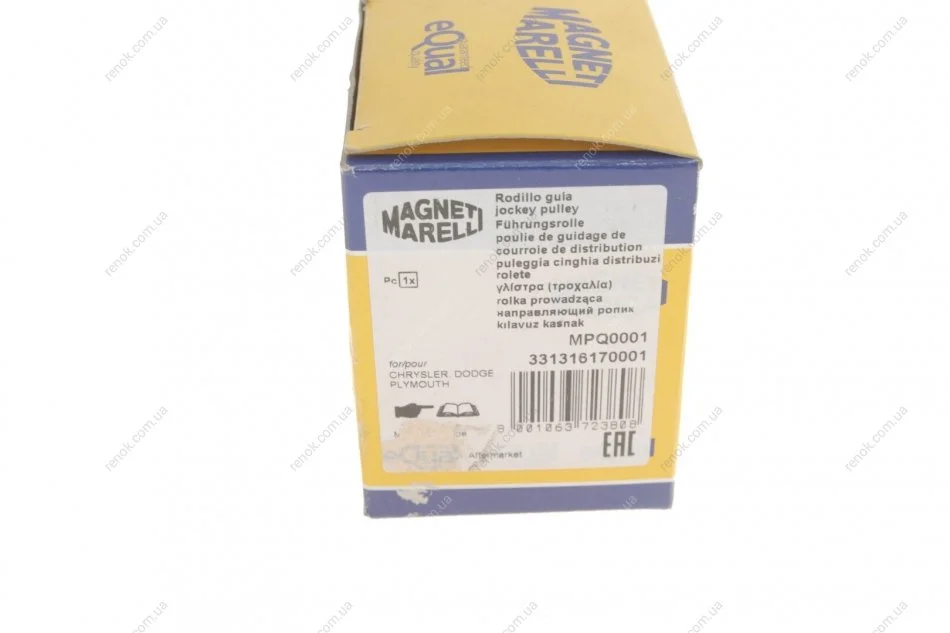 MAGNETI
MARELLI
eQual
MAGNETI
MARELLI
Rodillo guia
jockey pulley
Führungsrolle
poulie de guidage de
courroie de distribution
puleggia cinghia distribuzi
rolete
γλίστρα (τροχαλία)
rolka prowadząca
направляющий ролик
kılavuz kasnak
Pc 1x
MPQ0001
331316170001
for/pour
CHRYSLER, DODGE
PLYMOUTH
8 001063 723808
EAC
Aftermarket
renok.com.ua